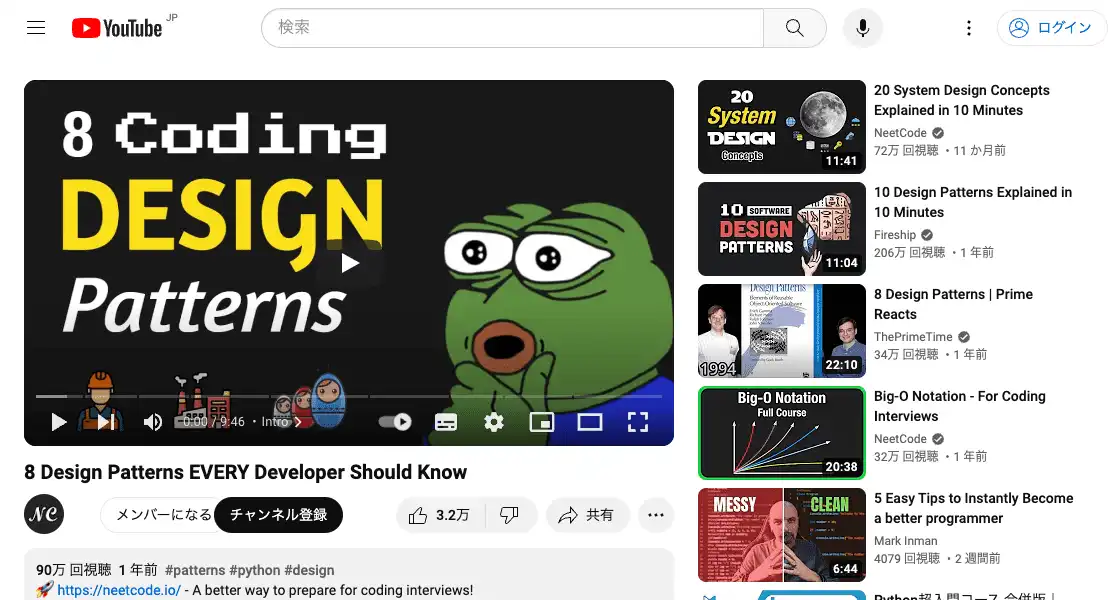 YouTube JP
検索
ログイン
8 Coding
DESIGN
Patterns
0:00 / 9:46 ・ Intro
8 Design Patterns EVERY Developer Should Know
NC
メンバーになる
チャンネル登録
3.2万
共有
90万 回視聴 1 年前 #patterns #python #design
🚀 https://neetcode.io/ - A better way to prepare for coding interviews!
20
System
DESIGN
Concepts
11:41
20 System Design Concepts
Explained in 10 Minutes
NeetCode
72万 回視聴 ・11 か月前
10 SOFTWARE
DESIGN
PATTERNS
11:04
10 Design Patterns Explained in
10 Minutes
Fireship
206万 回視聴 ・1 年前
Design Patterns
Elements of Reusable
Object-Oriented Software
1994
22:10
8 Design Patterns | Prime
Reacts
ThePrimeTime
34万 回視聴 ・1 年前
Big-O Notation
Full Course
20:38
Big-O Notation - For Coding
Interviews
NeetCode
32万 回視聴 ・1 年前
MESSY
CLEAN
6:44
5 Easy Tips to Instantly Become
a better programmer
Mark Inman
4079 回視聴 ・2 週間前
Python超入門コース 合併版｜